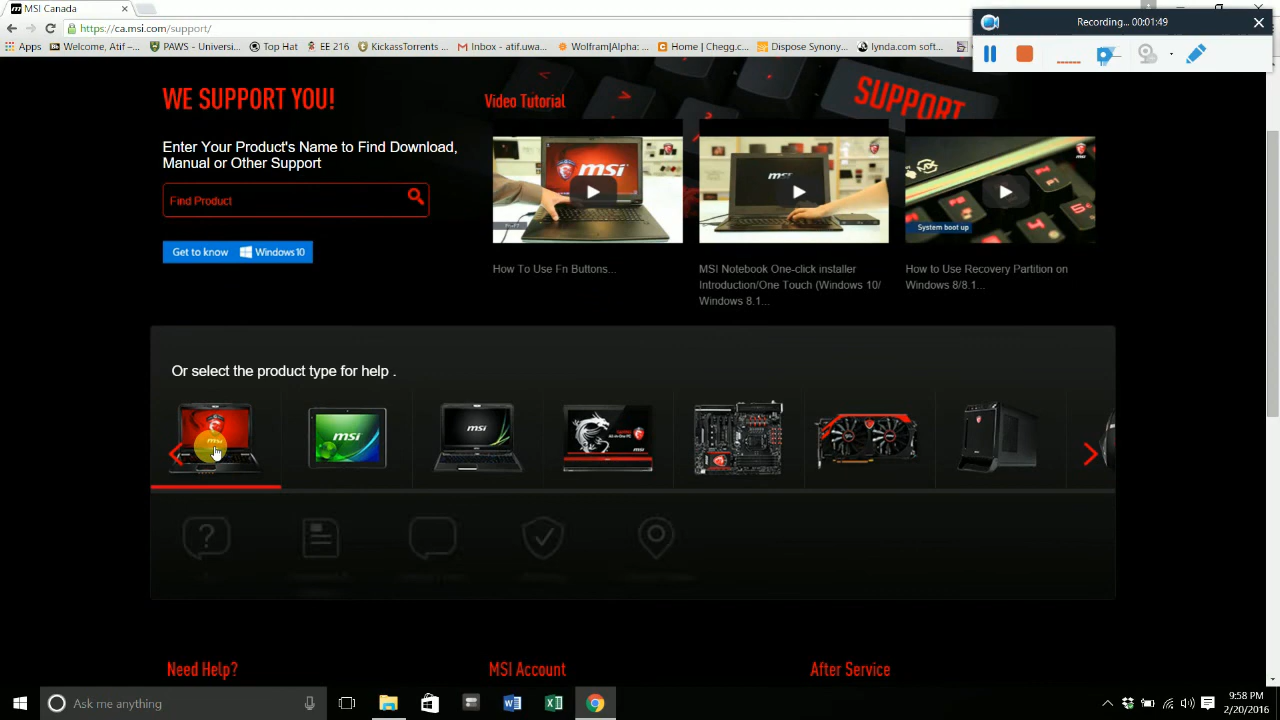 MSI Canada
Recording... 00:01:49
https://ca.msi.com/support/
Apps
Welcome, Atif –
PAWS - Univers...
Top Hat
EE 216
KickassTorrents...
Inbox - atif.uwa...
Wolfram|Alpha:
Home | Chegg.c...
Dispose Synony...
lynda.com soft...
WE SUPPORT YOU!
SUPPORT
Video Tutorial
Enter Your Product's Name to Find Download,
Manual or Other Support
Find Product
Get to know Windows10
msi
msi
System boot up
How To Use Fn Buttons...
MSI Notebook One-click installer
Introduction/One Touch (Windows 10/
Windows 8.1...
How to Use Recovery Partition on
Windows 8/8.1...
Or select the product type for help .
msi
msi
msi
Need Help?
MSI Account
After Service
Ask me anything
9:58 PM
2/20/2016